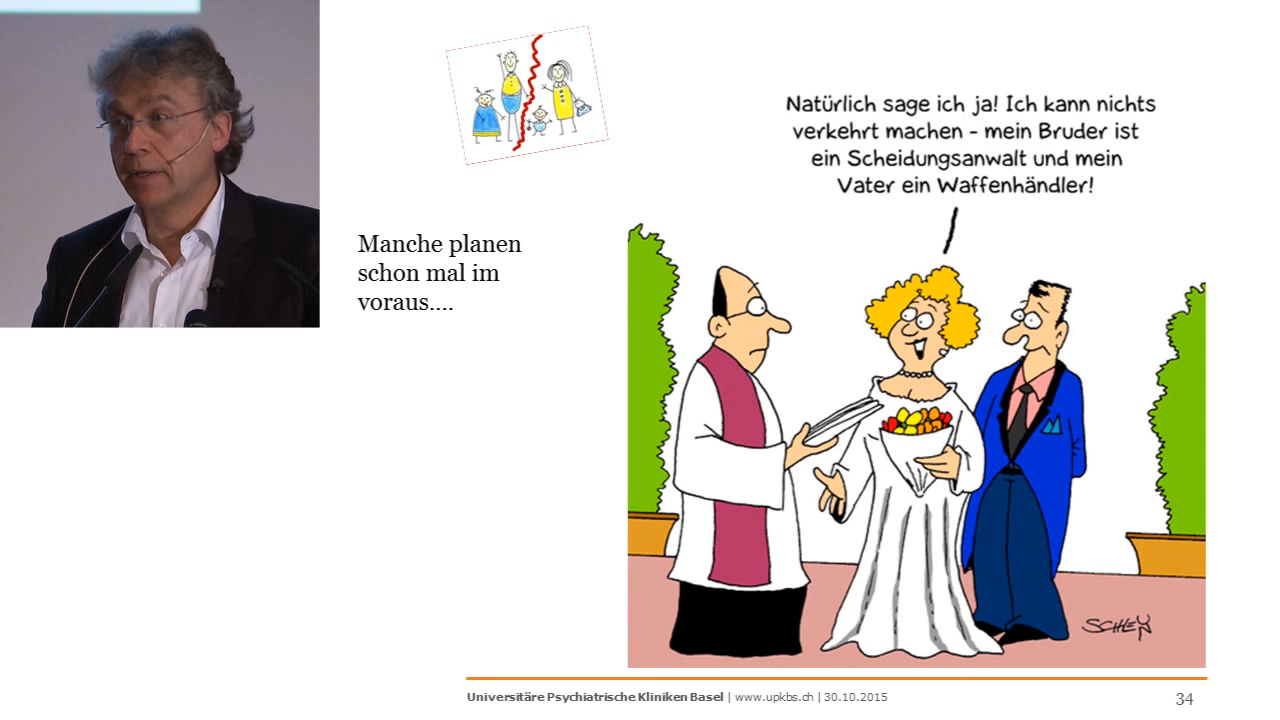 Natürlich sage ich ja! Ich kann nichts
verkehrt machen - mein Bruder ist
ein Scheidungsanwalt und mein
Vater ein Waffenhändler!
Manche planen
schon mal im
voraus....
SCHLEY
Universitäre Psychiatrische Kliniken Basel | www.upkbs.ch | 30.10.2015
34